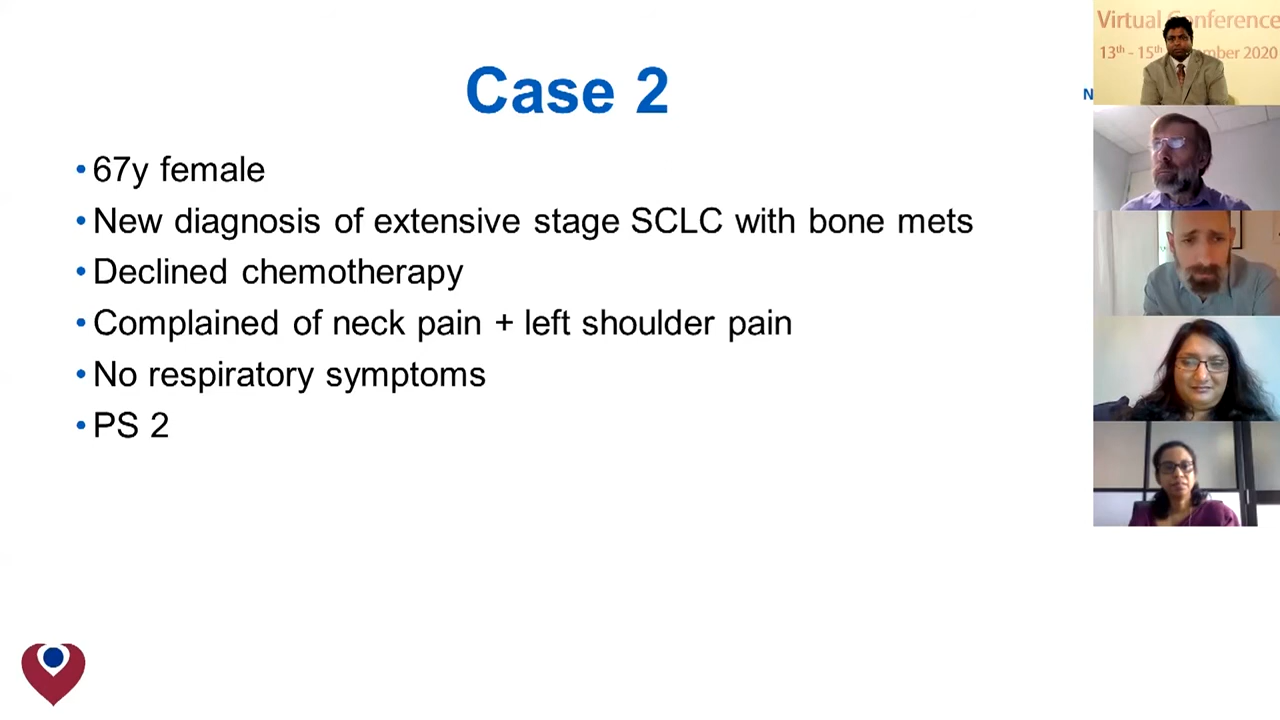 Case 2
•67y female
•New diagnosis of extensive stage SCLC with bone mets
•Declined chemotherapy
•Complained of neck pain + left shoulder pain
•No respiratory symptoms
•PS 2
Virtual Conference
13th - 15th
2020
N